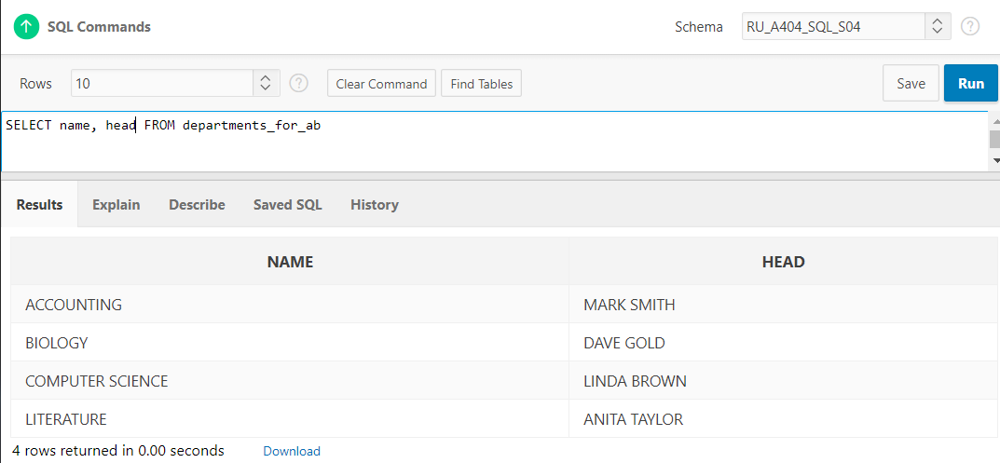 SQL Commands Schema RU_A404_SQL_S04 ?
Rows 10 ? Clear Command Find Tables Save Run
SELECT name, head FROM departments_for_ab
Results Explain Describe Saved SQL History
NAME HEAD
ACCOUNTING MARK SMITH
BIOLOGY DAVE GOLD
COMPUTER SCIENCE LINDA BROWN
LITERATURE ANITA TAYLOR
4 rows returned in 0.00 seconds Download